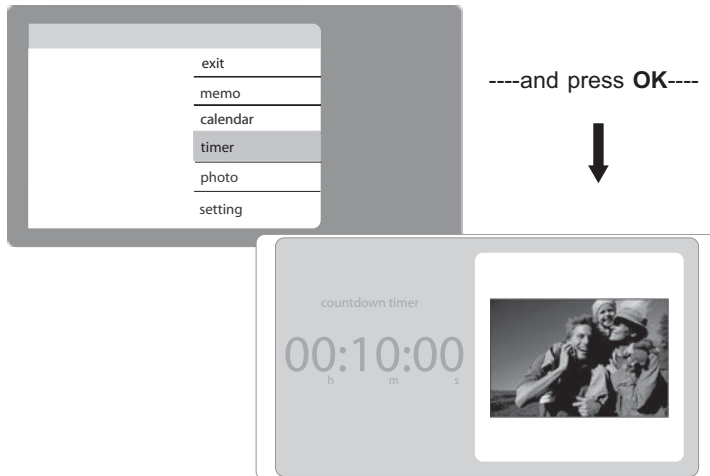 exit
memo
calendar
timer
photo
setting
----and press OK----
countdown timer
00:10:00
h m s